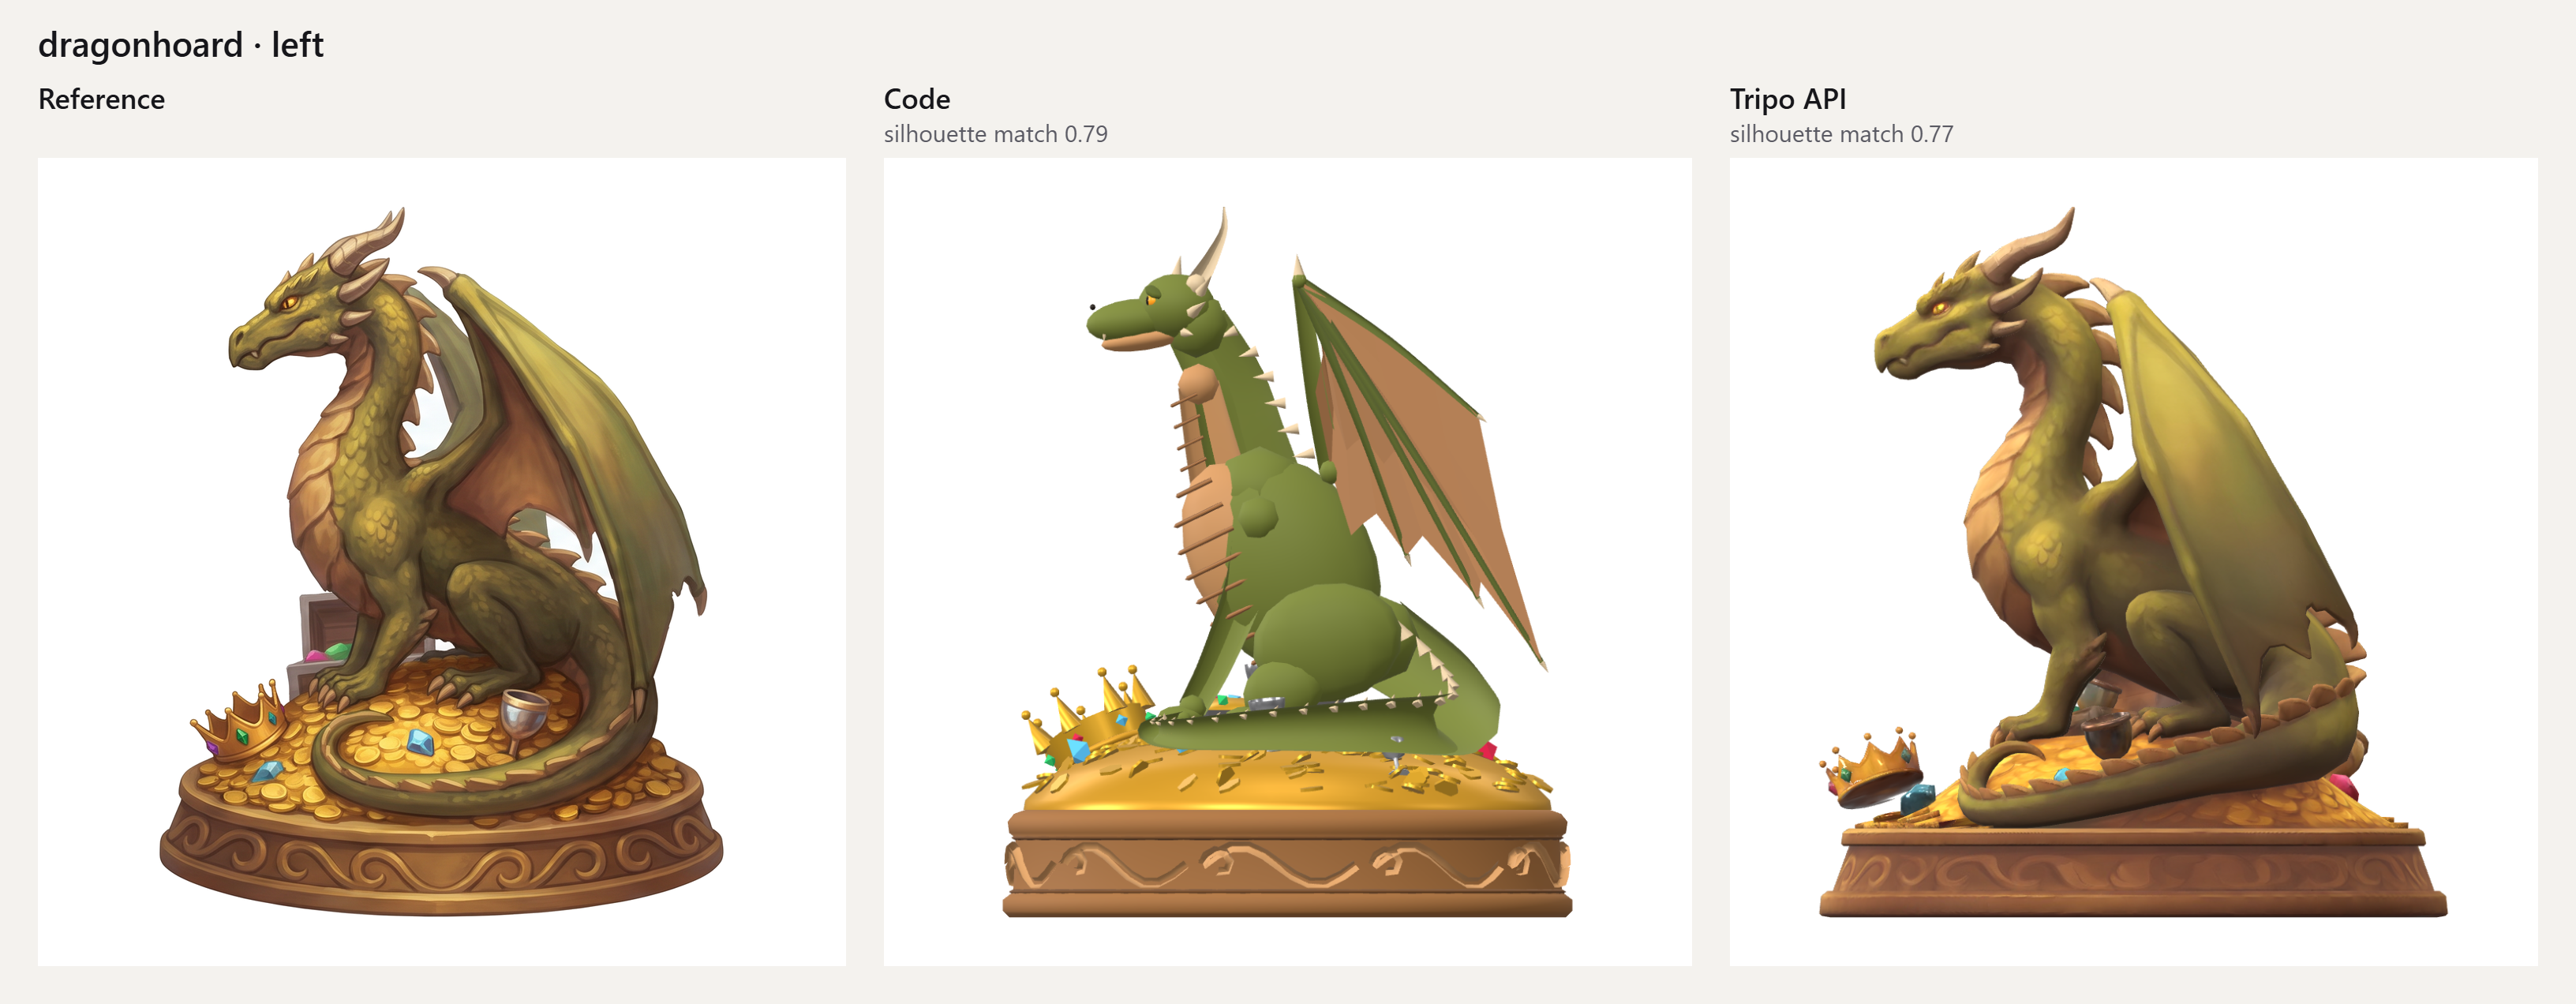 dragonhoard · left
Reference
Code
silhouette match 0.79
Tripo API
silhouette match 0.77